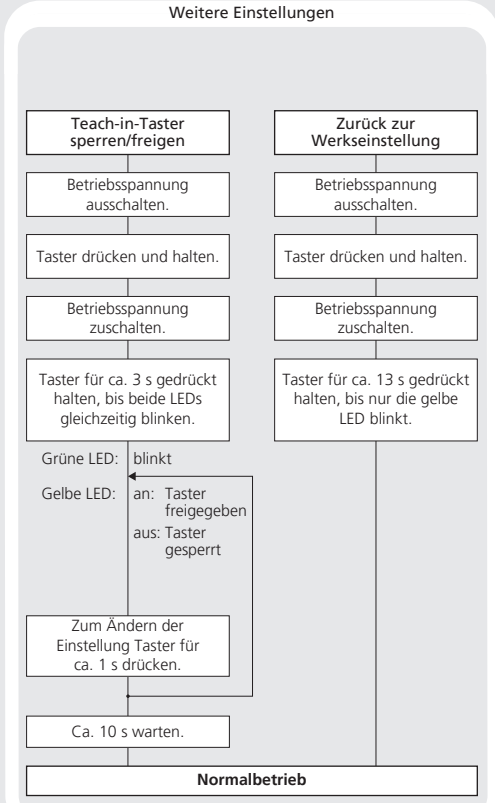 Weitere Einstellungen
Teach-in-Taster
sperren/freigen
Betriebsspannung
ausschalten.
Taster drücken und halten.
Betriebsspannung
zuschalten.
Taster für ca. 3 s gedrückt
halten, bis beide LEDs
gleichzeitig blinken.
Grüne LED: blinkt
Gelbe LED: an: Taster
freigegeben
aus: Taster
gesperrt
Zum Ändern der
Einstellung Taster für
ca. 1 s drücken.
Ca. 10 s warten.
Zurück zur
Werkseinstellung
Betriebsspannung
ausschalten.
Taster drücken und halten.
Betriebsspannung
zuschalten.
Taster für ca. 13 s gedrückt
halten, bis nur die gelbe
LED blinkt.
Normalbetrieb